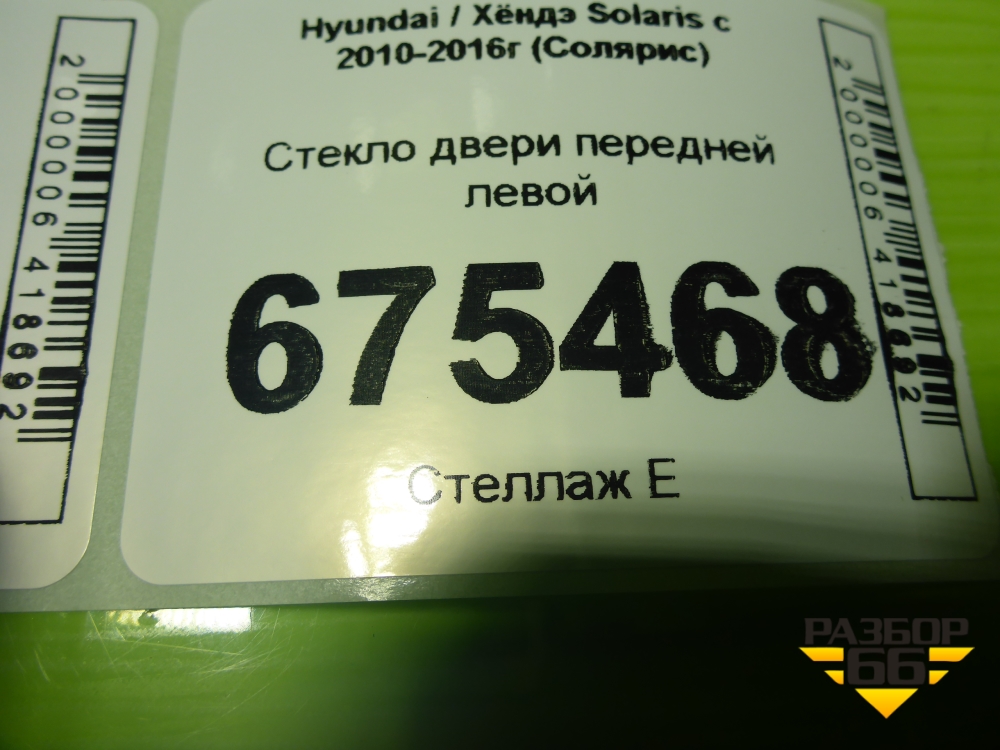 Hyundai / Хёндэ Solaris с
2010-2016г (Солярис)
Стекло двери передней
левой
675468
Стеллаж Е
2000006418692
2000006418692
РАЗБОР
66